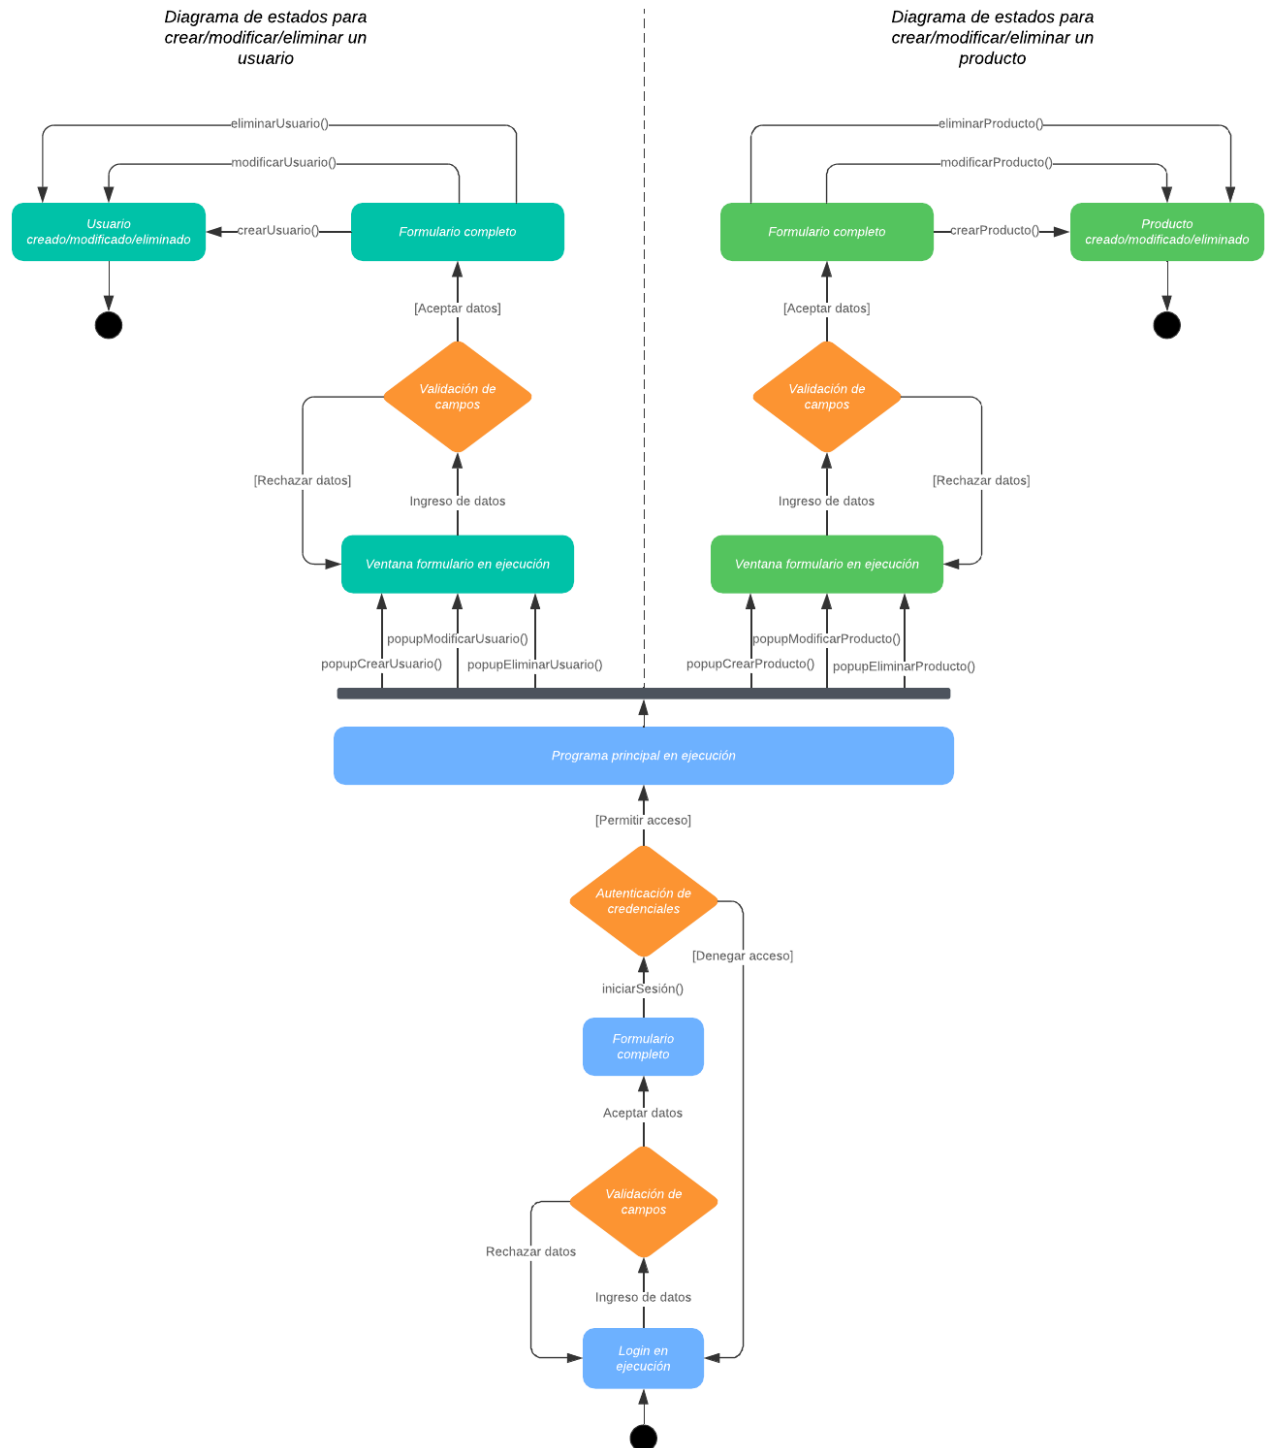 Diagrama de estados para
crear/modificar/eliminar un
usuario
Diagrama de estados para
crear/modificar/eliminar un
producto
eliminarUsuario()
modificarUsuario()
Usuario
creado/modificado/eliminado
crearUsuario()
Formulario completo
[Aceptar datos]
Validación de
campos
[Rechazar datos]
Ingreso de datos
Ventana formulario en ejecución
popupModificarUsuario()
popupCrearUsuario()
popupEliminarUsuario()
eliminarProducto()
modificarProducto()
Formulario completo
crearProducto()
Producto
creado/modificado/eliminado
[Aceptar datos]
Validación de
campos
[Rechazar datos]
Ingreso de datos
Ventana formulario en ejecución
popupModificarProducto()
popupCrearProducto()
popupEliminarProducto()
Programa principal en ejecución
[Permitir acceso]
Autenticación de
credenciales
[Denegar acceso]
iniciarSesión()
Formulario
completo
Aceptar datos
Validación de
campos
Rechazar datos
Ingreso de datos
Login en
ejecución